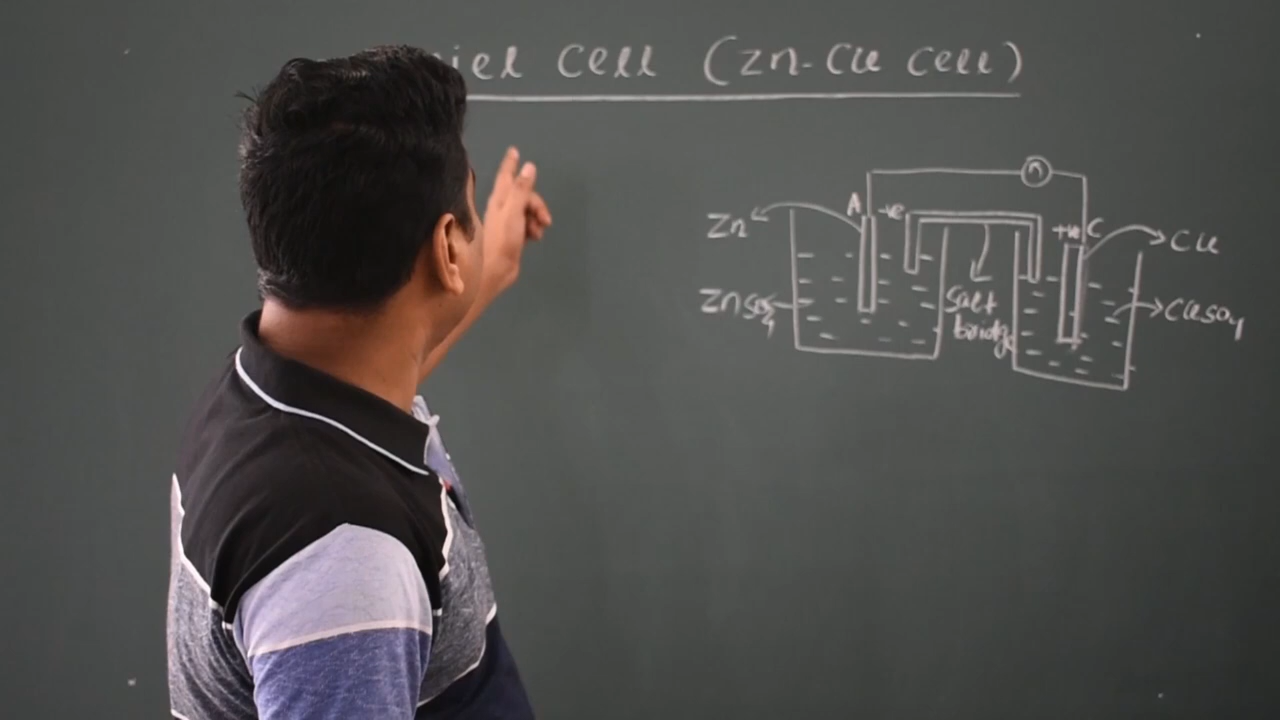 iel Cell (Zn-Cu Cell)
n
A -ve
+ve C
Zn
Cu
ZnSO4
Salt
bridge
CuSO4